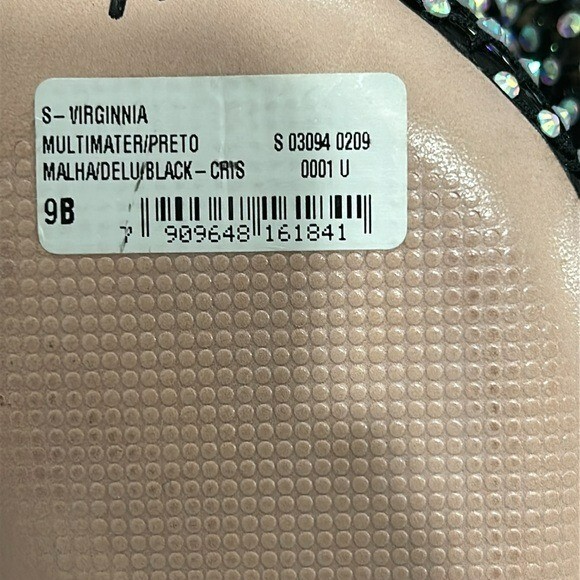 S-VIRGINNIA
MULTIMATER/PRETO S 03094 0209
MALHA/DELU/BLACK-CRIS 0001 U
9B
7 909648 161841